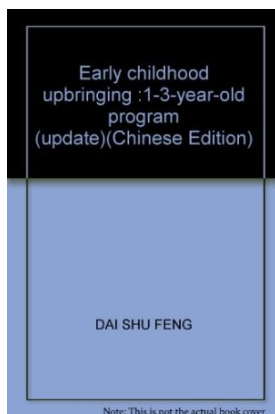 Early childhood
upbringing :1-3-year-old
program
(update)(Chinese Edition)
DAI SHU FENG
Note: This is not the actual book cover